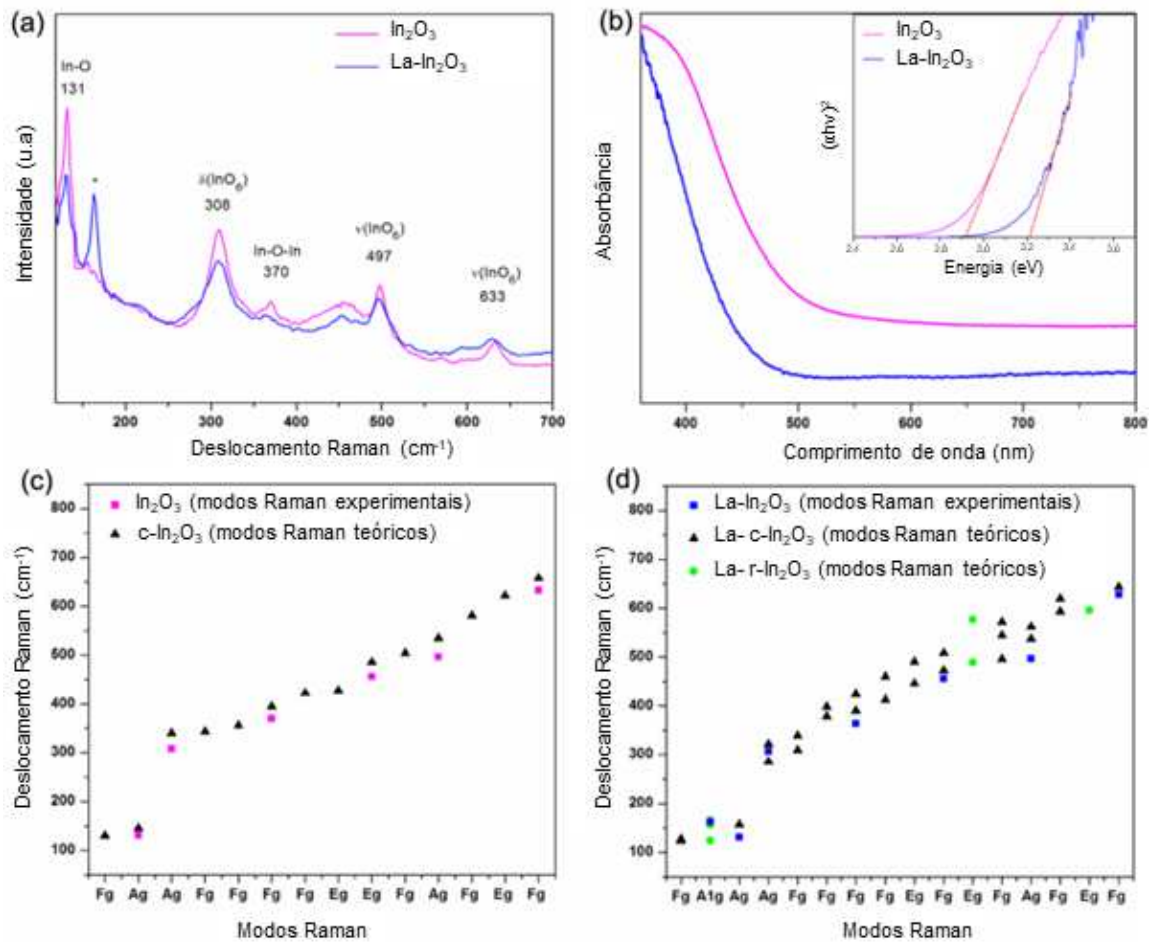 (a)
In₂O₃
La-In₂O₃
In-O
131
*
δ(InO₆)
308
In-O-In
370
ν(InO₆)
497
ν(InO₆)
633
Intensidade (u.a)
200 300 400 500 600 700
Deslocamento Raman (cm⁻¹)
(b)
In₂O₃
La-In₂O₃
(αhν)²
2.4 2.6 2.8 3.0 3.2 3.4 3.6
Energia (eV)
Absorbância
400 500 600 700 800
Comprimento de onda (nm)
(c)
In₂O₃ (modos Raman experimentais)
c-In₂O₃ (modos Raman teóricos)
800
700
600
500
400
300
200
100
Deslocamento Raman (cm⁻¹)
Fg Ag Ag Fg Fg Fg Fg Eg Eg Fg Ag Fg Eg Fg
Modos Raman
(d)
La-In₂O₃ (modos Raman experimentais)
La- c-In₂O₃ (modos Raman teóricos)
La- r-In₂O₃ (modos Raman teóricos)
800
700
600
500
400
300
200
100
Deslocamento Raman (cm⁻¹)
Fg A1g Ag Ag Fg Fg Fg Fg Eg Fg Eg Fg Ag Fg Eg Fg
Modos Raman